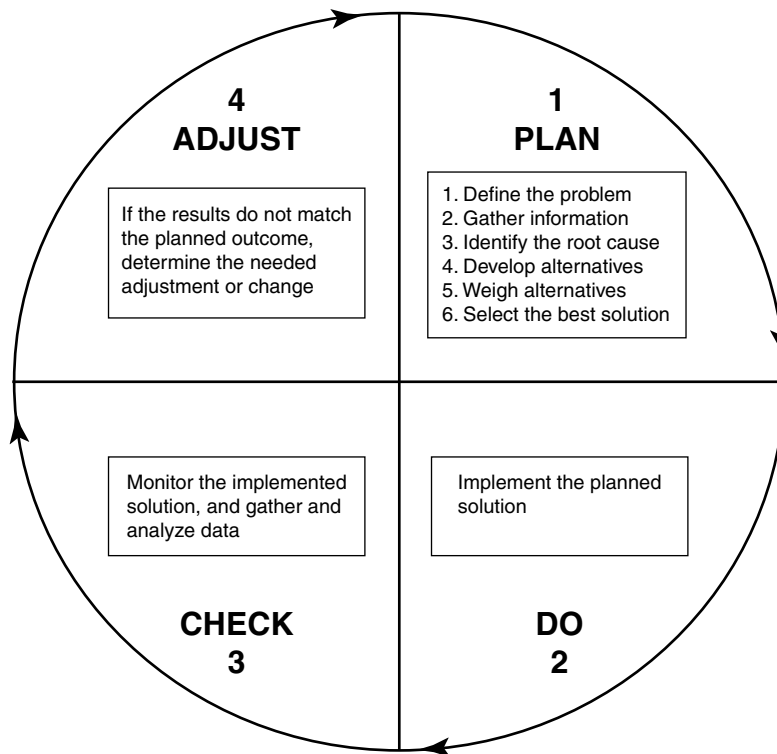 4
ADJUST
If the results do not match
the planned outcome,
determine the needed
adjustment or change
1
PLAN
1. Define the problem
2. Gather information
3. Identify the root cause
4. Develop alternatives
5. Weigh alternatives
6. Select the best solution
Monitor the implemented
solution, and gather and
analyze data
CHECK
3
Implement the planned
solution
DO
2